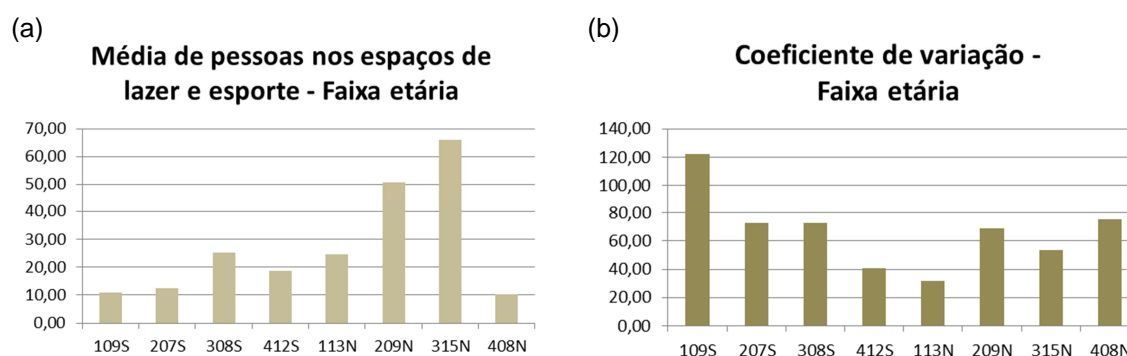 (a)
Média de pessoas nos espaços de
lazer e esporte - Faixa etária
70,00
60,00
50,00
40,00
30,00
20,00
10,00
0,00
109S 207S 308S 412S 113N 209N 315N 408N
(b)
Coeficiente de variação -
Faixa etária
140,00
120,00
100,00
80,00
60,00
40,00
20,00
0,00
109S 207S 308S 412S 113N 209N 315N 408N